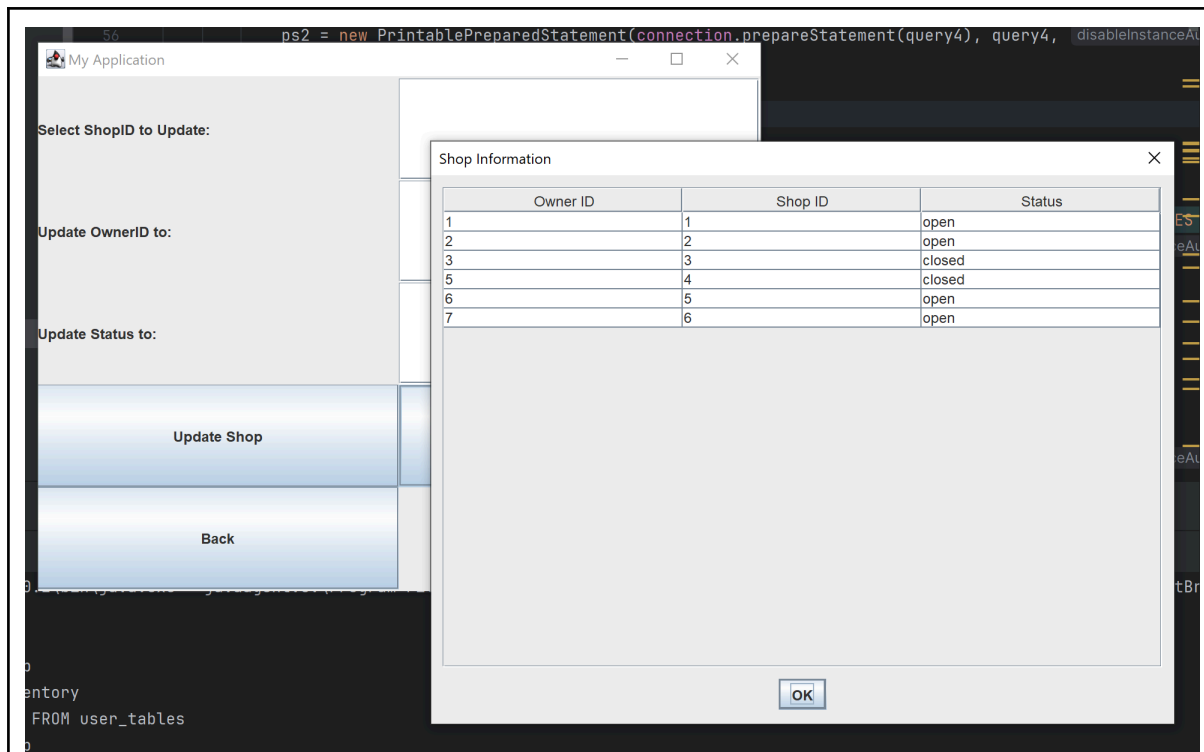 56 ps2 = new PrintablePreparedStatement(connection.prepareStatement(query4), query4,
My Application
Select ShopID to Update:
Update OwnerID to:
Update Status to:
Update Shop
Back
Shop Information
Owner ID Shop ID Status
1 1 open
2 2 open
3 3 closed
5 4 closed
6 5 open
7 6 open
OK
FROM user_tables